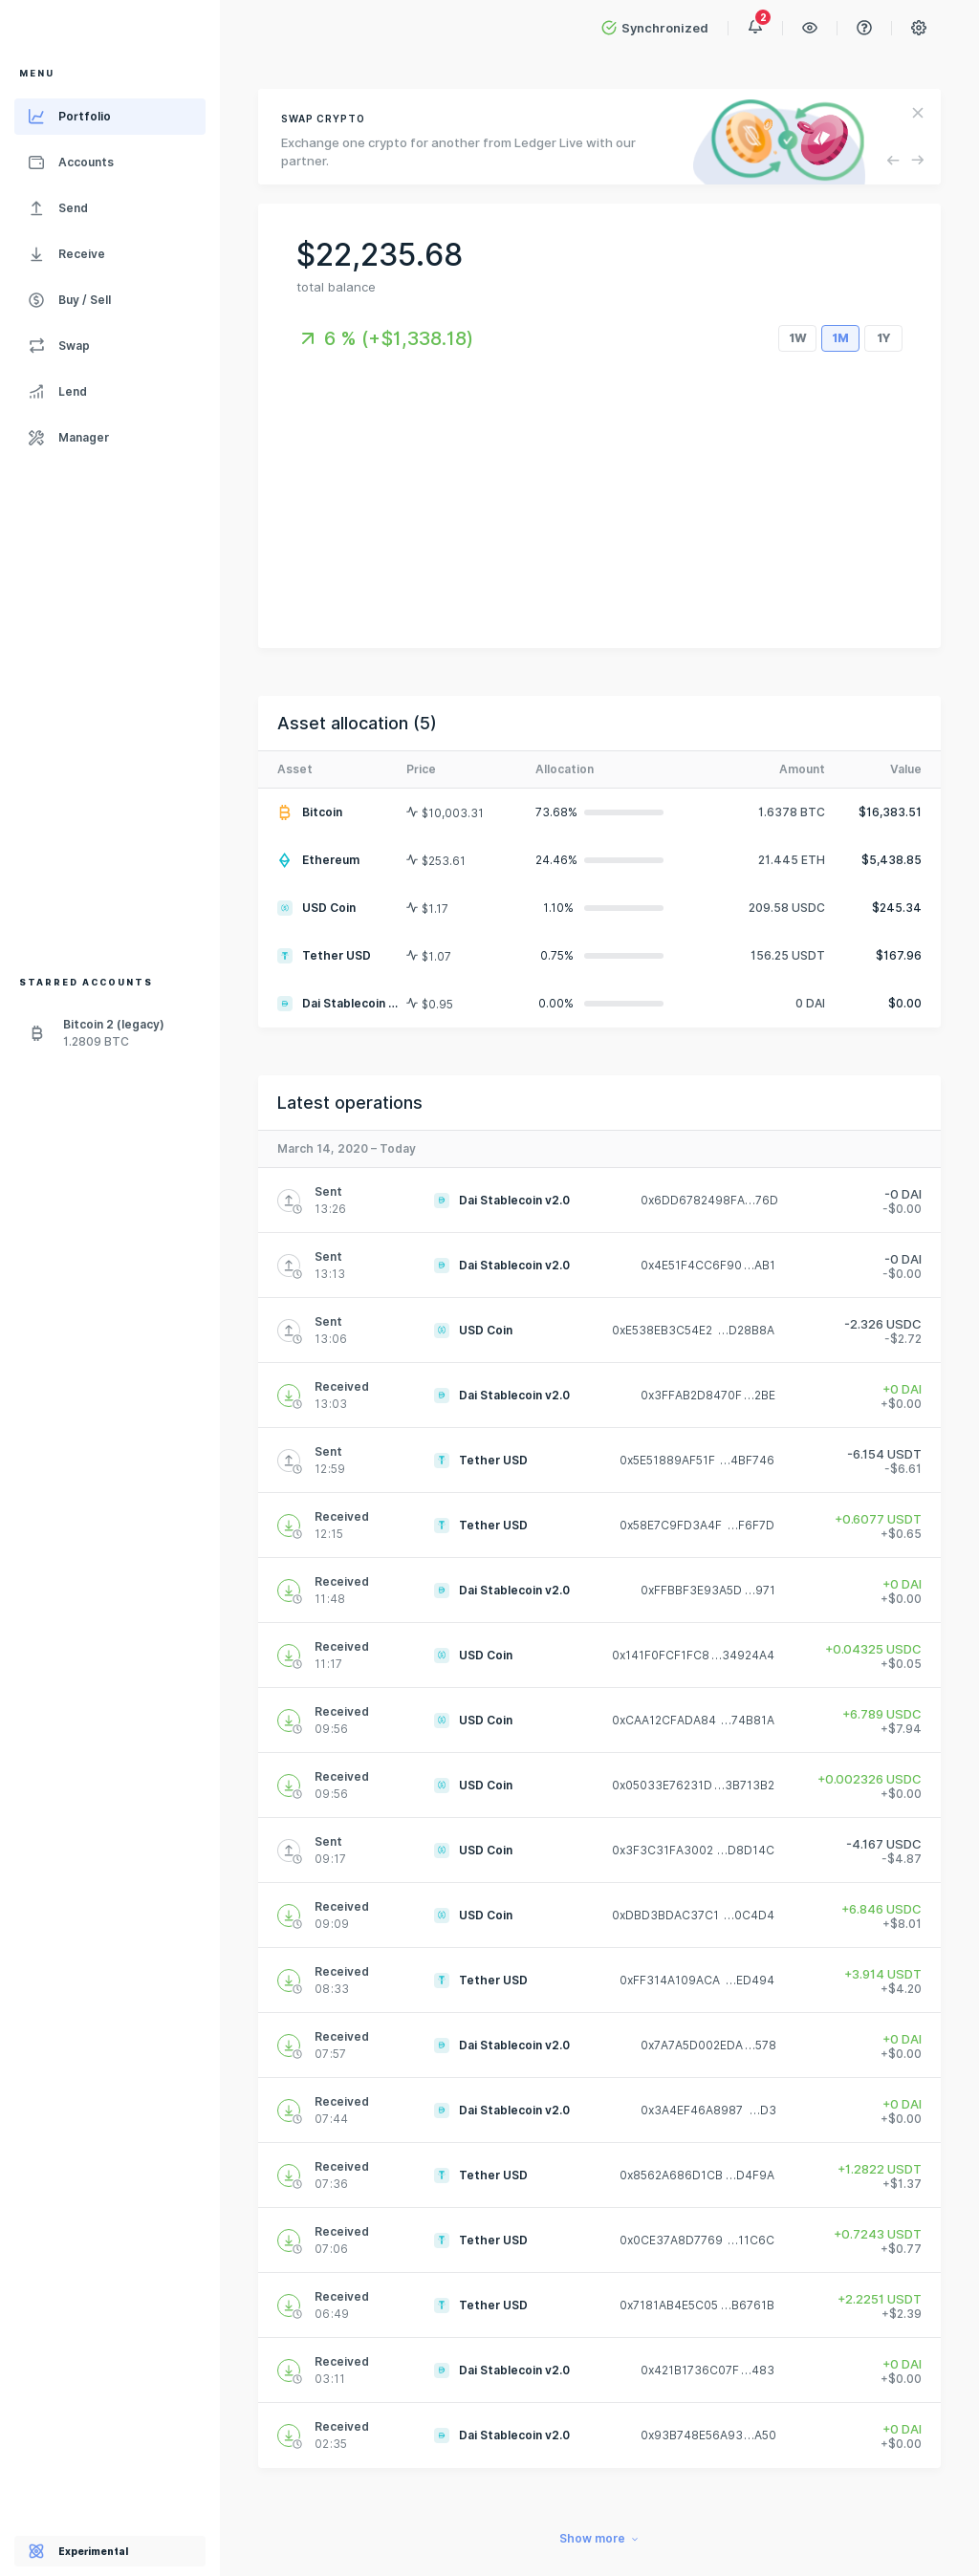 Synchronized
2
MENU
Portfolio
Accounts
Send
Receive
Buy / Sell
Swap
Lend
Manager
SWAP CRYPTO
Exchange one crypto for another from Ledger Live with our
partner.
$22,235.68
total balance
6 % (+$1,338.18)
1W 1M 1Y
Asset allocation (5)
Asset Price Allocation Amount Value
Bitcoin $10,003.31 73.68% 1.6378 BTC $16,383.51
Ethereum $253.61 24.46% 21.445 ETH $5,438.85
USD Coin $1.17 1.10% 209.58 USDC $245.34
Tether USD $1.07 0.75% 156.25 USDT $167.96
Dai Stablecoin ... $0.95 0.00% 0 DAI $0.00
STARRED ACCOUNTS
Bitcoin 2 (legacy)
1.2809 BTC
Latest operations
March 14, 2020 – Today
Sent Dai Stablecoin v2.0 0x6DD6782498FA...76D -0 DAI
13:26 -$0.00
Sent Dai Stablecoin v2.0 0x4E51F4CC6F90...AB1 -0 DAI
13:13 -$0.00
Sent USD Coin 0xE538EB3C54E2 ...D28B8A -2.326 USDC
13:06 -$2.72
Received Dai Stablecoin v2.0 0x3FFAB2D8470F...2BE +0 DAI
13:03 +$0.00
Sent Tether USD 0x5E51889AF51F ...4BF746 -6.154 USDT
12:59 -$6.61
Received Tether USD 0x58E7C9FD3A4F ...F6F7D +0.6077 USDT
12:15 +$0.65
Received Dai Stablecoin v2.0 0xFFBBF3E93A5D...971 +0 DAI
11:48 +$0.00
Received USD Coin 0x141F0FCF1FC8...34924A4 +0.04325 USDC
11:17 +$0.05
Received USD Coin 0xCAA12CFADA84 ...74B81A +6.789 USDC
09:56 +$7.94
Received USD Coin 0x05033E76231D...3B713B2 +0.002326 USDC
09:56 +$0.00
Sent USD Coin 0x3F3C31FA3002 ...D8D14C -4.167 USDC
09:17 -$4.87
Received USD Coin 0xDBD3BDAC37C1 ...0C4D4 +6.846 USDC
09:09 +$8.01
Received Tether USD 0xFF314A109ACA ...ED494 +3.914 USDT
08:33 +$4.20
Received Dai Stablecoin v2.0 0x7A7A5D002EDA...578 +0 DAI
07:57 +$0.00
Received Dai Stablecoin v2.0 0x3A4EF46A8987 ...D3 +0 DAI
07:44 +$0.00
Received Tether USD 0x8562A686D1CB ...D4F9A +1.2822 USDT
07:36 +$1.37
Received Tether USD 0x0CE37A8D7769 ...11C6C +0.7243 USDT
07:06 +$0.77
Received Tether USD 0x7181AB4E5C05 ...B6761B +2.2251 USDT
06:49 +$2.39
Received Dai Stablecoin v2.0 0x421B1736C07F...483 +0 DAI
03:11 +$0.00
Received Dai Stablecoin v2.0 0x93B748E56A93...A50 +0 DAI
02:35 +$0.00
Show more
Experimental